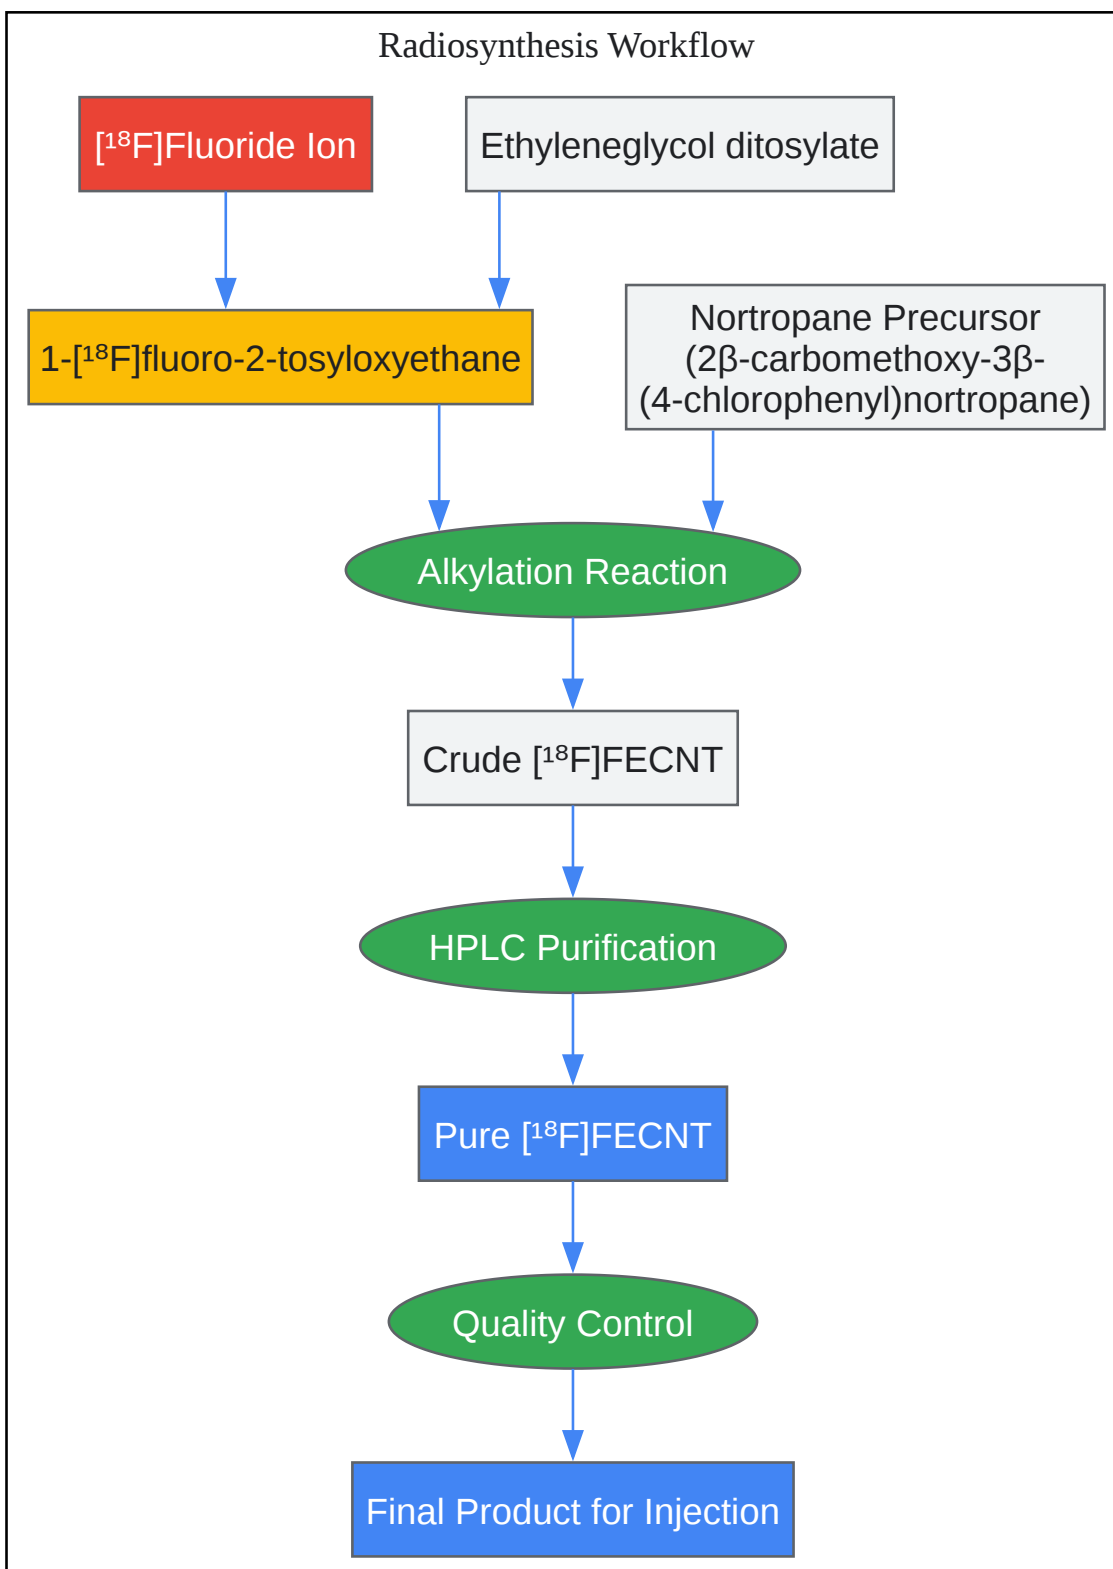 Radiosynthesis Workflow
[¹⁸F]Fluoride Ion
Ethyleneglycol ditosylate
1-[¹⁸F]fluoro-2-tosyloxyethane
Nortropane Precursor
(2β-carbomethoxy-3β-
(4-chlorophenyl)nortropane)
Alkylation Reaction
Crude [¹⁸F]FECNT
HPLC Purification
Pure [¹⁸F]FECNT
Quality Control
Final Product for Injection